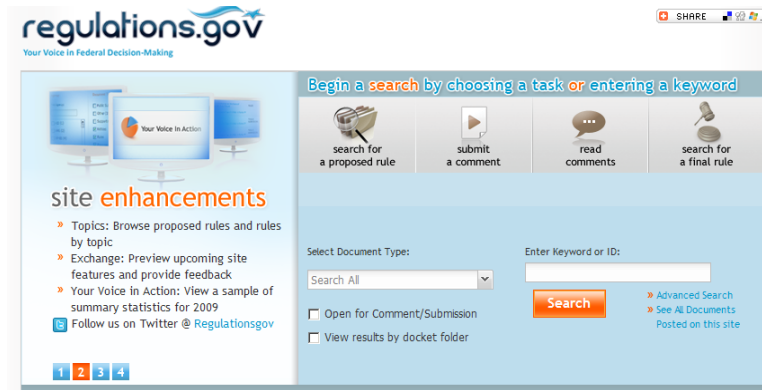 regulations.gov
Your Voice in Federal Decision-Making
SHARE
Begin a search by choosing a task or entering a keyword
Your Voice In Action
search for
a proposed rule
submit
a comment
read
comments
search for
a final rule
site enhancements
» Topics: Browse proposed rules and rules
by topic
» Exchange: Preview upcoming site
features and provide feedback
» Your Voice in Action: View a sample of
summary statistics for 2009
Follow us on Twitter @ Regulationsgov
1 2 3 4
Select Document Type:
Search All
Open for Comment/Submission
View results by docket folder
Enter Keyword or ID:
Search
» Advanced Search
» See All Documents
Posted on this site